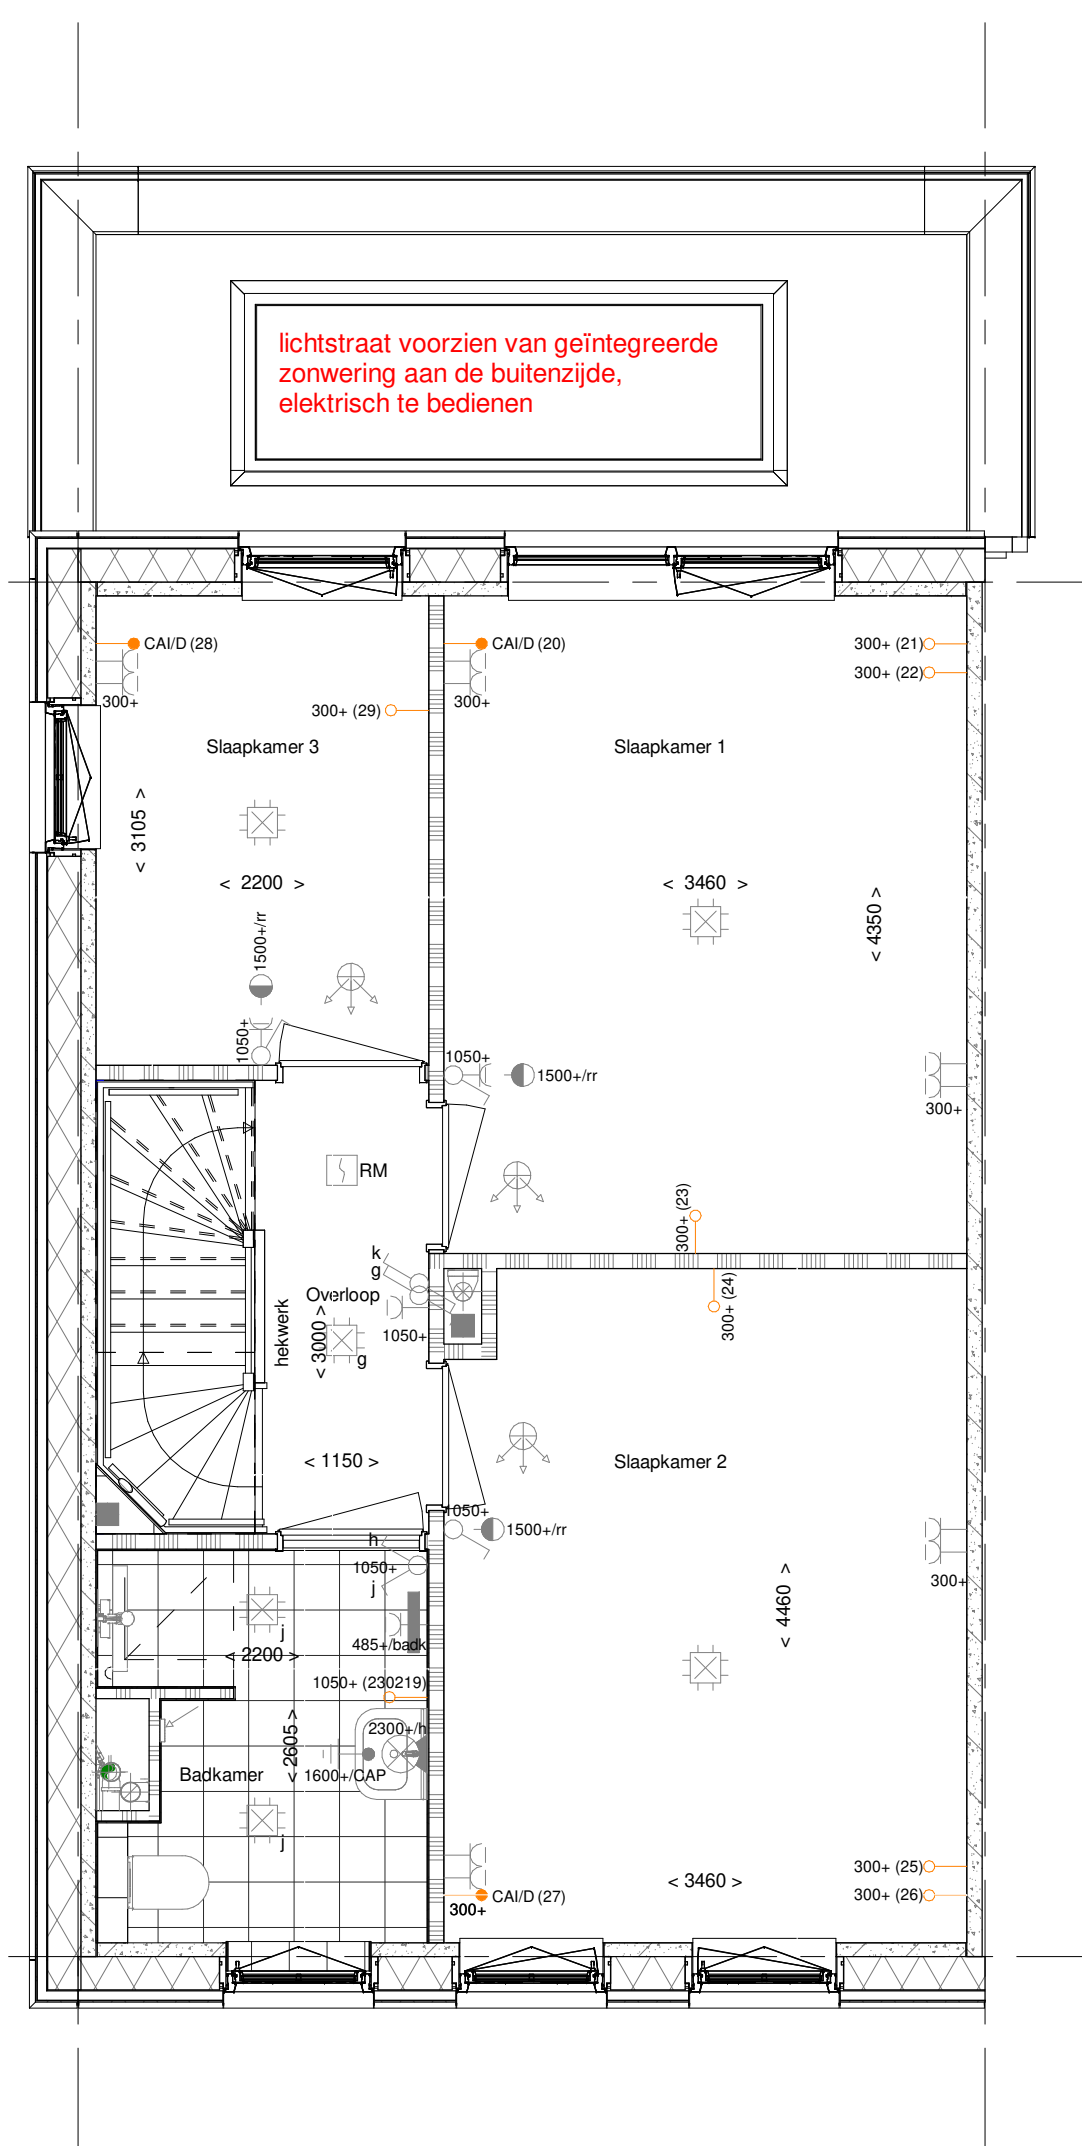 lichtstraat voorzien van geïntegreerde
zonwering aan de buitenzijde,
elektrisch te bedienen
CAI/D (28)
300+
300+ (29)
Slaapkamer 3
< 3105 >
< 2200 >
1500+/rr
1050+
CAI/D (20)
300+
300+ (21)
300+ (22)
Slaapkamer 1
< 3460 >
< 4350 >
1050+
1500+/rr
300+
300+ (23)
RM
k
g
Overloop
1050+
hekwerk
< 3000 >
g
< 1150 >
300+ (24)
Slaapkamer 2
1050+
1500+/rr
300+
< 4460 >
h
1050+
j
j
485+/badk
< 2200 >
1050+ (230219)
2300+/h
< 2605 >
Badkamer
1600+/CAP
j
CAI/D (27)
300+
< 3460 >
300+ (25)
300+ (26)